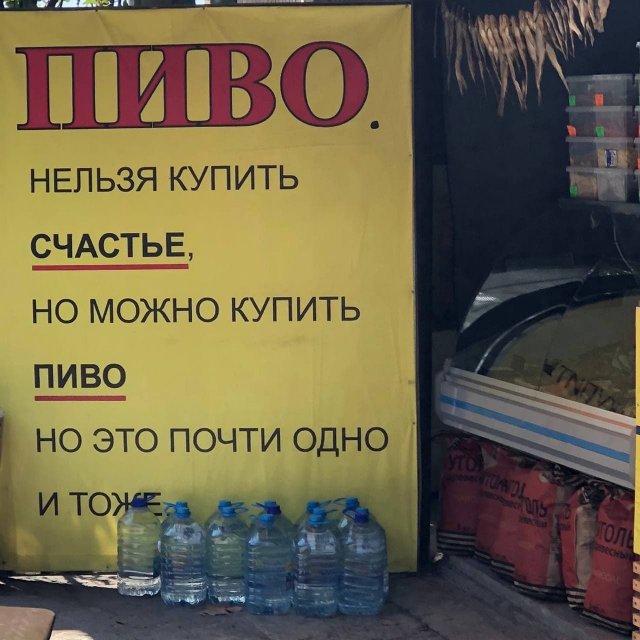 ПИВО.
НЕЛЬЗЯ КУПИТЬ
СЧАСТЬЕ,
НО МОЖНО КУПИТЬ
ПИВО
НО ЭТО ПОЧТИ ОДНО
И ТОЖЕ.